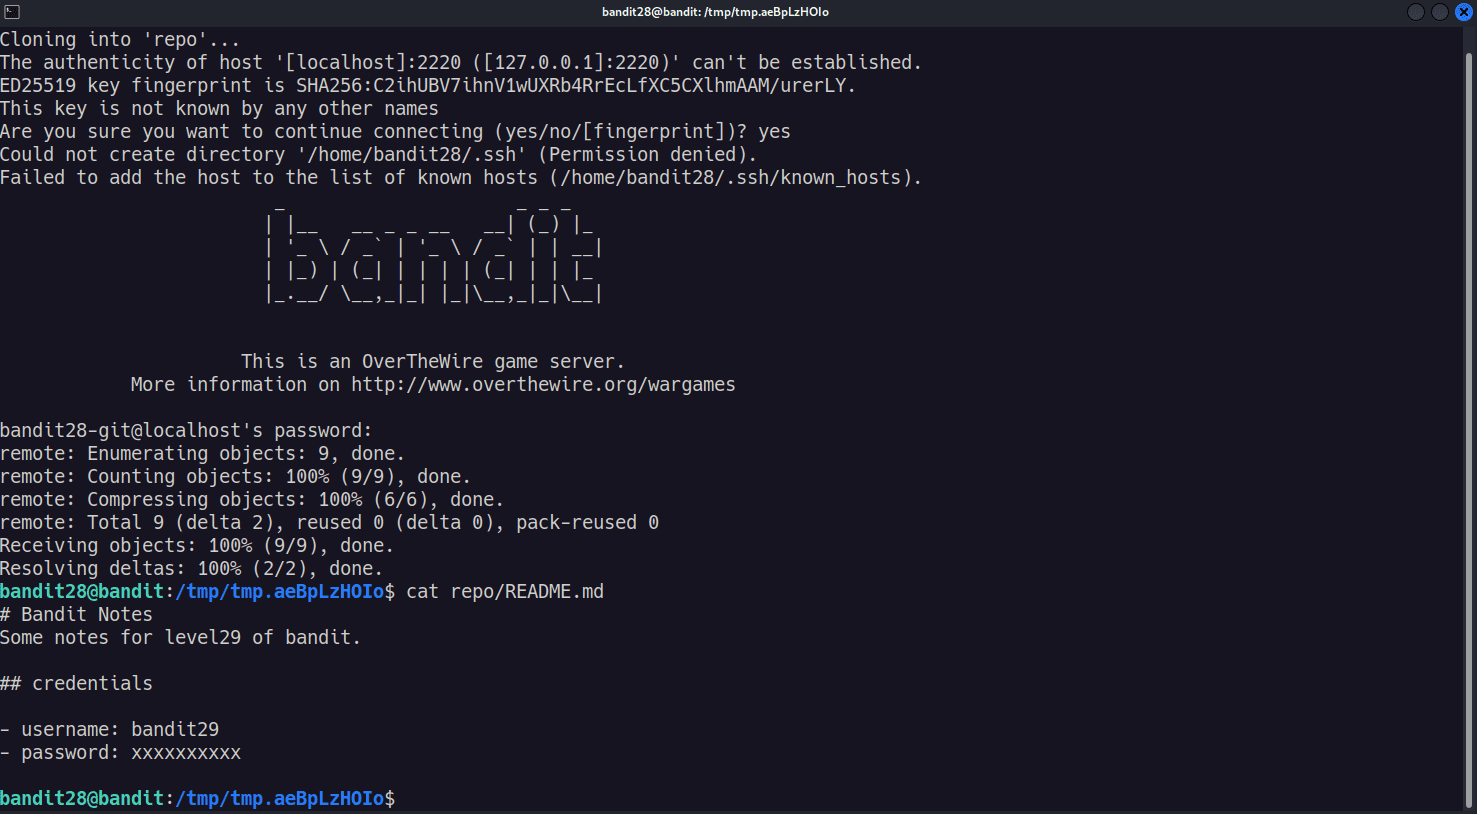 bandit28@bandit: /tmp/tmp.aeBpLzHOIo
Cloning into 'repo'...
The authenticity of host '[localhost]:2220 ([127.0.0.1]:2220)' can't be established.
ED25519 key fingerprint is SHA256:C2ihUBV7ihnV1wUXRb4RrEcLfXC5CXlhmAAM/urerLY.
This key is not known by any other names
Are you sure you want to continue connecting (yes/no/[fingerprint])? yes
Could not create directory '/home/bandit28/.ssh' (Permission denied).
Failed to add the host to the list of known hosts (/home/bandit28/.ssh/known_hosts).
bandit
This is an OverTheWire game server.
More information on http://www.overthewire.org/wargames
bandit28-git@localhost's password:
remote: Enumerating objects: 9, done.
remote: Counting objects: 100% (9/9), done.
remote: Compressing objects: 100% (6/6), done.
remote: Total 9 (delta 2), reused 0 (delta 0), pack-reused 0
Receiving objects: 100% (9/9), done.
Resolving deltas: 100% (2/2), done.
bandit28@bandit:/tmp/tmp.aeBpLzHOIo$ cat repo/README.md
# Bandit Notes
Some notes for level29 of bandit.
## credentials
- username: bandit29
- password: xxxxxxxxxx
bandit28@bandit:/tmp/tmp.aeBpLzHOIo$